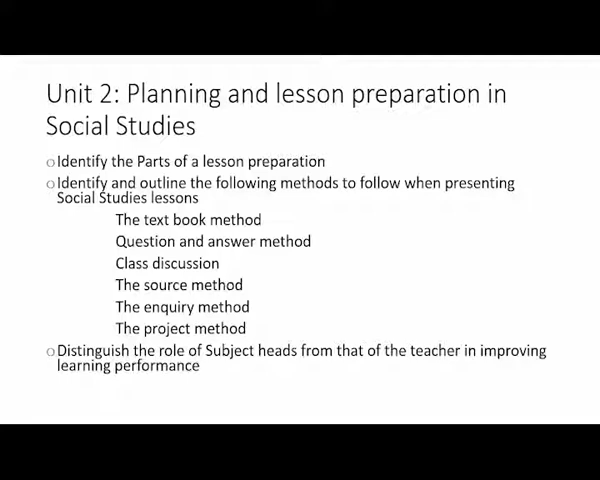 Unit 2: Planning and lesson preparation in
Social Studies
○Identify the Parts of a lesson preparation
○Identify and outline the following methods to follow when presenting
Social Studies lessons
The text book method
Question and answer method
Class discussion
The source method
The enquiry method
The project method
○Distinguish the role of Subject heads from that of the teacher in improving
learning performance